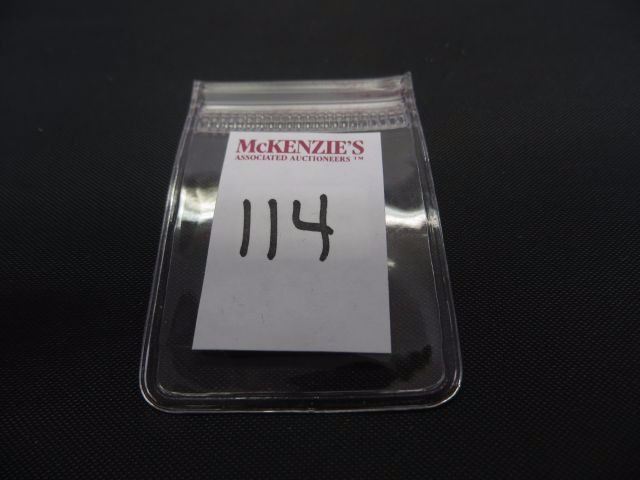 McKENZIE'S
ASSOCIATED AUCTIONEERS ™
114